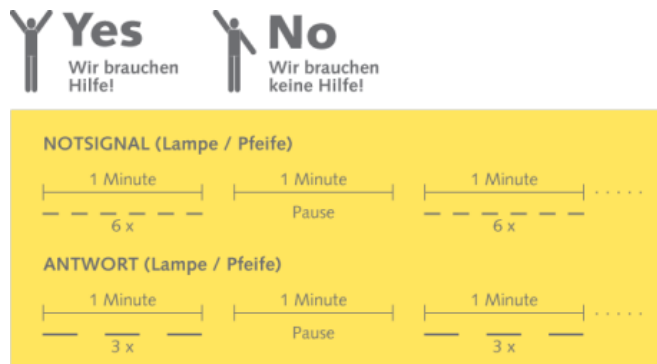 Yes
Wir brauchen
Hilfe!
No
Wir brauchen
keine Hilfe!
NOTSIGNAL (Lampe / Pfeife)
1 Minute 1 Minute 1 Minute
6 x Pause 6 x
ANTWORT (Lampe / Pfeife)
1 Minute 1 Minute 1 Minute
3 x Pause 3 x